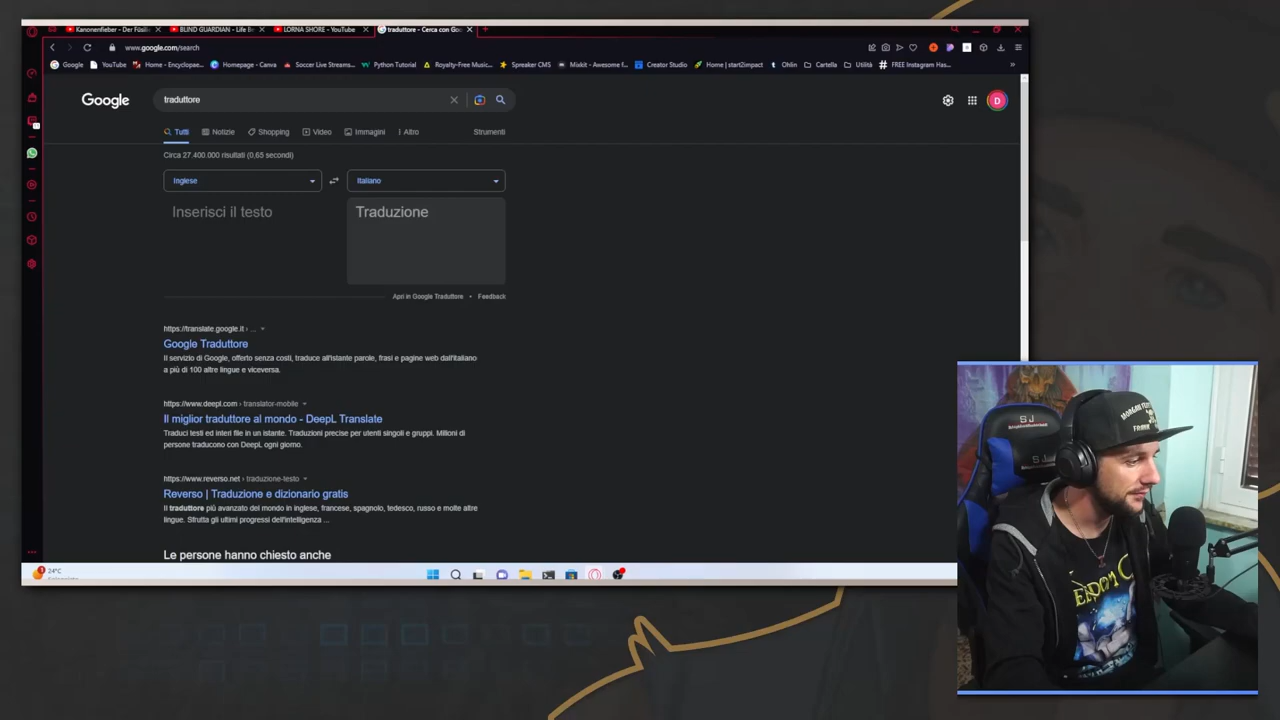 Kanonenfieber - Der Füsilie
BLIND GUARDIAN - Life Be
LORNA SHORE - YouTube
traduttore - Cerca con Goo
www.google.com/search
Google
YouTube
Home - Encyclopae...
Homepage - Canva
Soccer Live Streams...
Python Tutorial
Royalty-Free Music...
Spreaker CMS
Mixkit - Awesome f...
Creator Studio
Home | start2impact
Ohlin
Cartella
Utilità
FREE Instagram Has...
Google
traduttore
D
Tutti
Notizie
Shopping
Video
Immagini
Altro
Strumenti
Circa 27.400.000 risultati (0,65 secondi)
Inglese
Italiano
Inserisci il testo
Traduzione
Apri in Google Traduttore • Feedback
https://translate.google.it › ...
Google Traduttore
Il servizio di Google, offerto senza costi, traduce all'istante parole, frasi e pagine web dall'italiano
a più di 100 altre lingue e viceversa.
https://www.deepl.com › translator-mobile
Il miglior traduttore al mondo - DeepL Translate
Traduci testi ed interi file in un istante. Traduzioni precise per utenti singoli e gruppi. Milioni di
persone traducono con DeepL ogni giorno.
https://www.reverso.net › traduzione-testo
Reverso | Traduzione e dizionario gratis
Il traduttore più avanzato del mondo in inglese, francese, spagnolo, tedesco, russo e molte altre
lingue. Sfrutta gli ultimi progressi dell'intelligenza ...
Le persone hanno chiesto anche
24°C
SJ
SJ